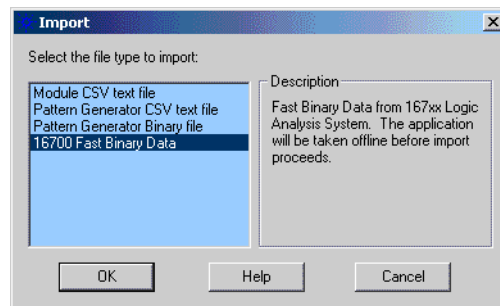 Import
Select the file type to import:
Module CSV text file
Pattern Generator CSV text file
Pattern Generator Binary file
16700 Fast Binary Data
Description
Fast Binary Data from 167xx Logic
Analysis System. The application
will be taken offline before import
proceeds.
OK
Help
Cancel